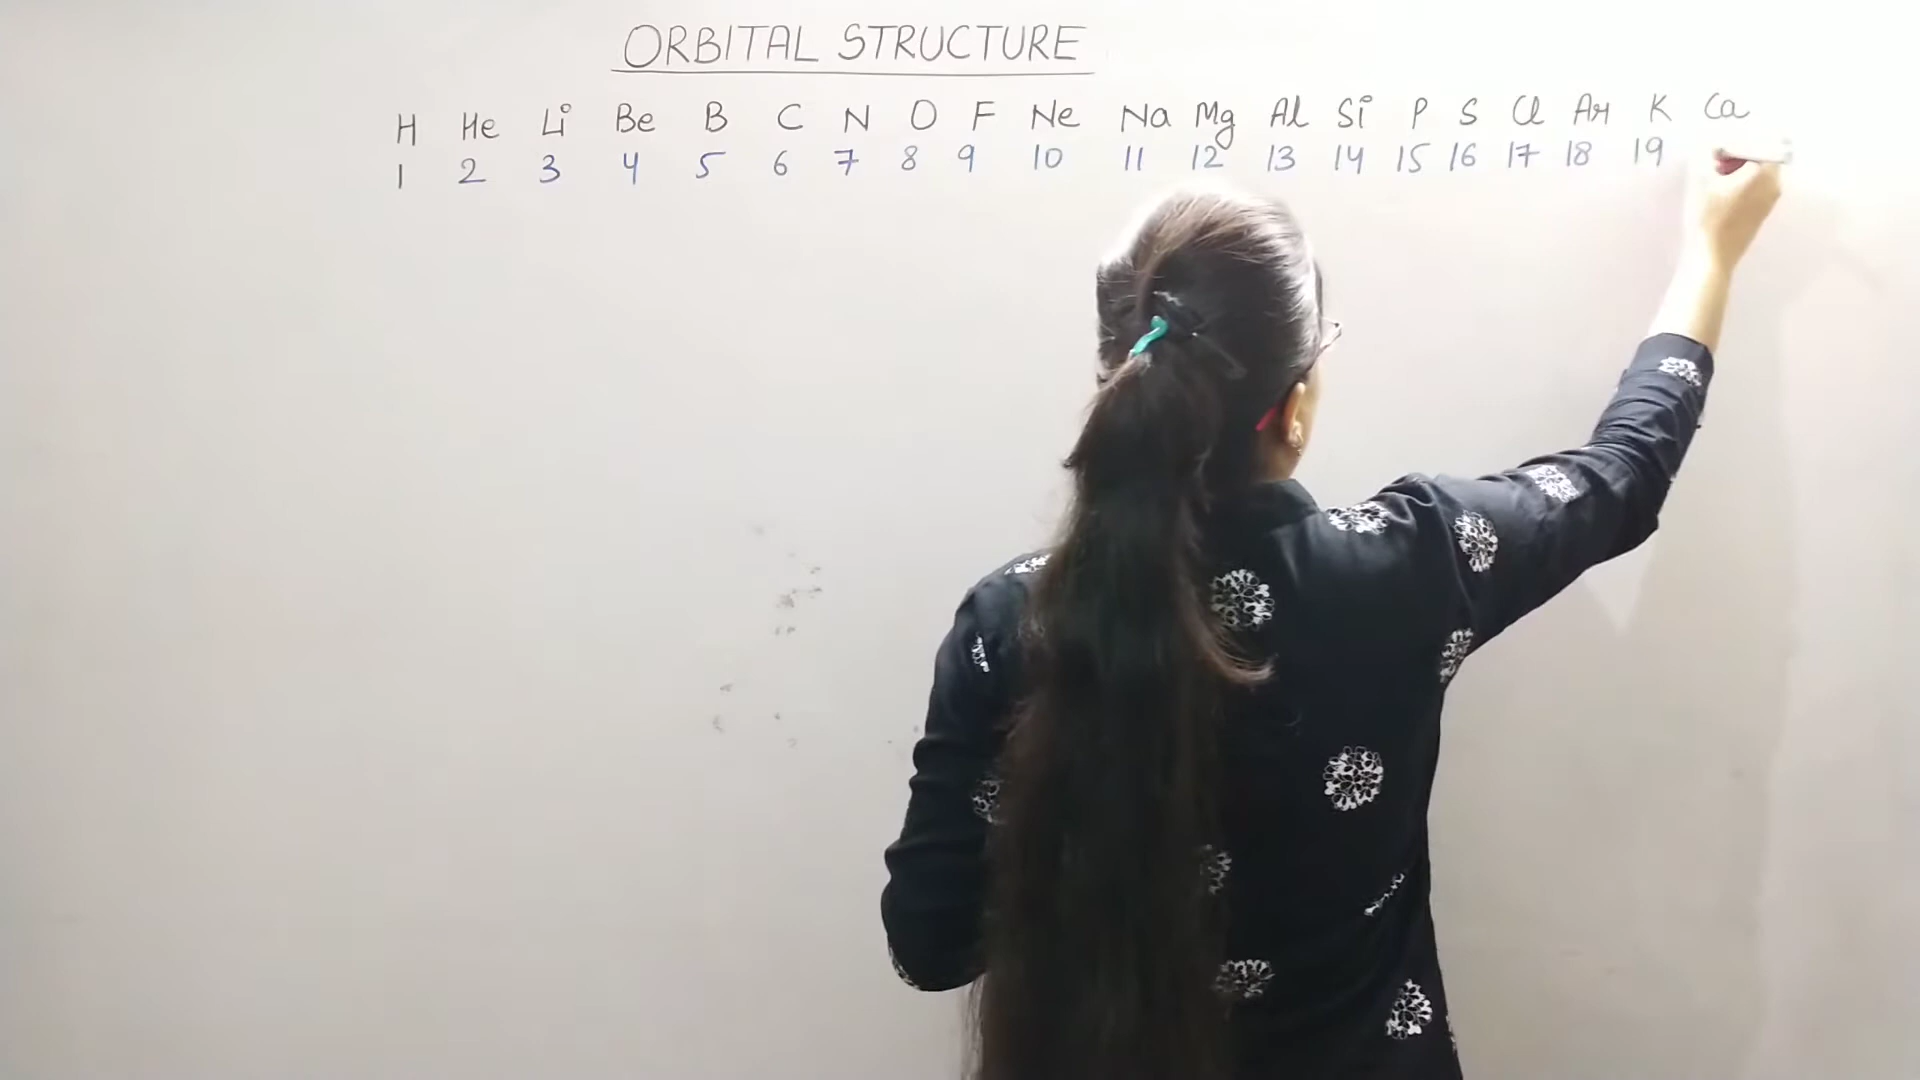 ORBITAL STRUCTURE
H He Li Be B C N O F Ne Na Mg Al Si P S Cl Ar K Ca
1 2 3 4 5 6 7 8 9 10 11 12 13 14 15 16 17 18 19